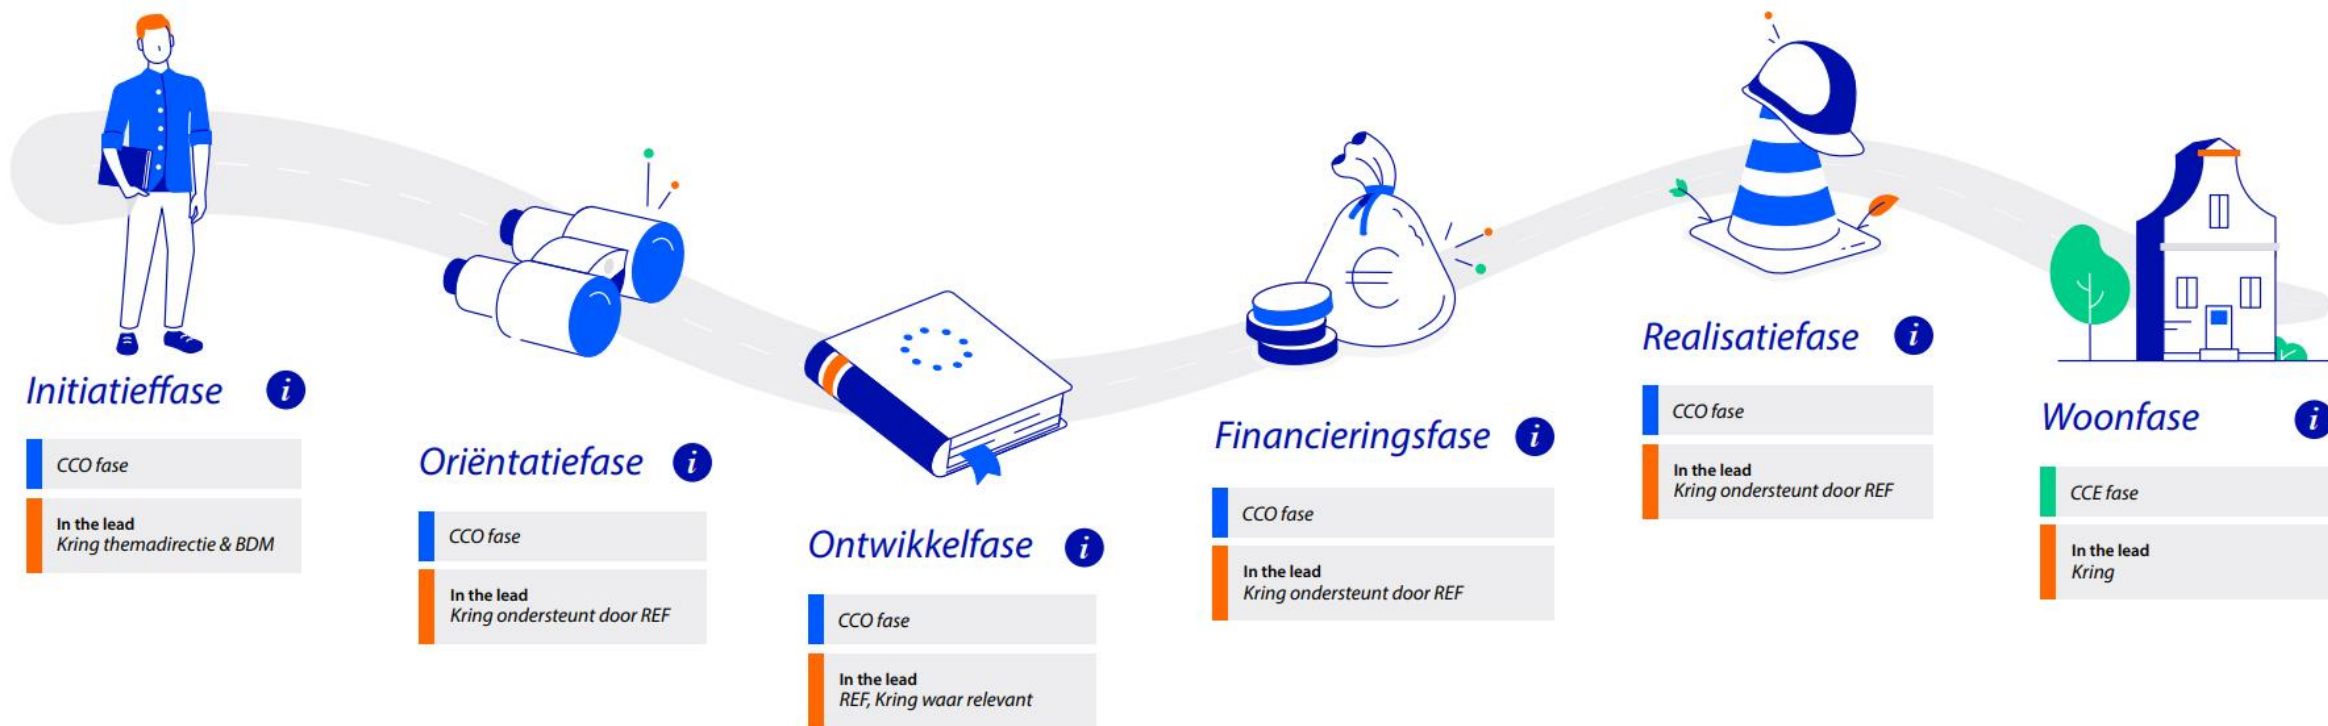 Initiatieffase i
CCO fase
In the lead
Kring themadirectie & BDM
Oriëntatiefase i
CCO fase
In the lead
Kring ondersteunt door REF
Ontwikkelfase i
CCO fase
In the lead
REF, Kring waar relevant
Financieringsfase i
CCO fase
In the lead
Kring ondersteunt door REF
Realisatiefase i
CCO fase
In the lead
Kring ondersteunt door REF
Woonfase i
CCE fase
In the lead
Kring